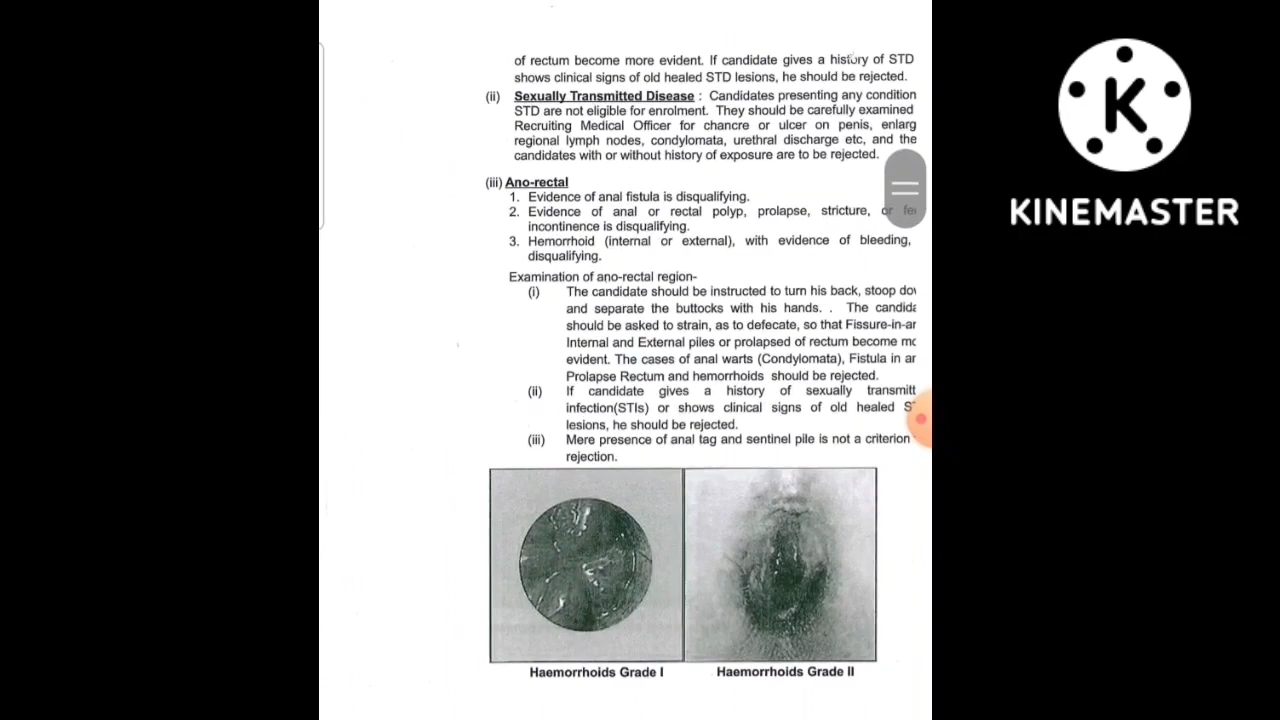 of rectum become more evident. If candidate gives a history of STD
shows clinical signs of old healed STD lesions, he should be rejected.
(ii) Sexually Transmitted Disease : Candidates presenting any condition
STD are not eligible for enrolment. They should be carefully examined
Recruiting Medical Officer for chancre or ulcer on penis, enlarg
regional lymph nodes, condylomata, urethral discharge etc, and the
candidates with or without history of exposure are to be rejected.
(iii) Ano-rectal
1. Evidence of anal fistula is disqualifying.
2. Evidence of anal or rectal polyp, prolapse, stricture, or
incontinence is disqualifying.
3. Hemorrhoid (internal or external), with evidence of bleeding,
disqualifying.
Examination of ano-rectal region-
(i) The candidate should be instructed to turn his back, stoop
and separate the buttocks with his hands. . The
should be asked to strain, as to defecate, so that
Internal and External piles or prolapsed of rectum become
evident. The cases of anal warts (Condylomata), Fistula in
Prolapse Rectum and hemorrhoids should be rejected.
(ii) If candidate gives a history of sexually transmitt
infection(STIs) or shows clinical signs of old healed
lesions, he should be rejected.
(iii) Mere presence of anal tag and sentinel pile is not a criterion
rejection.
Haemorrhoids Grade I
Haemorrhoids Grade II
K
KINEMASTER